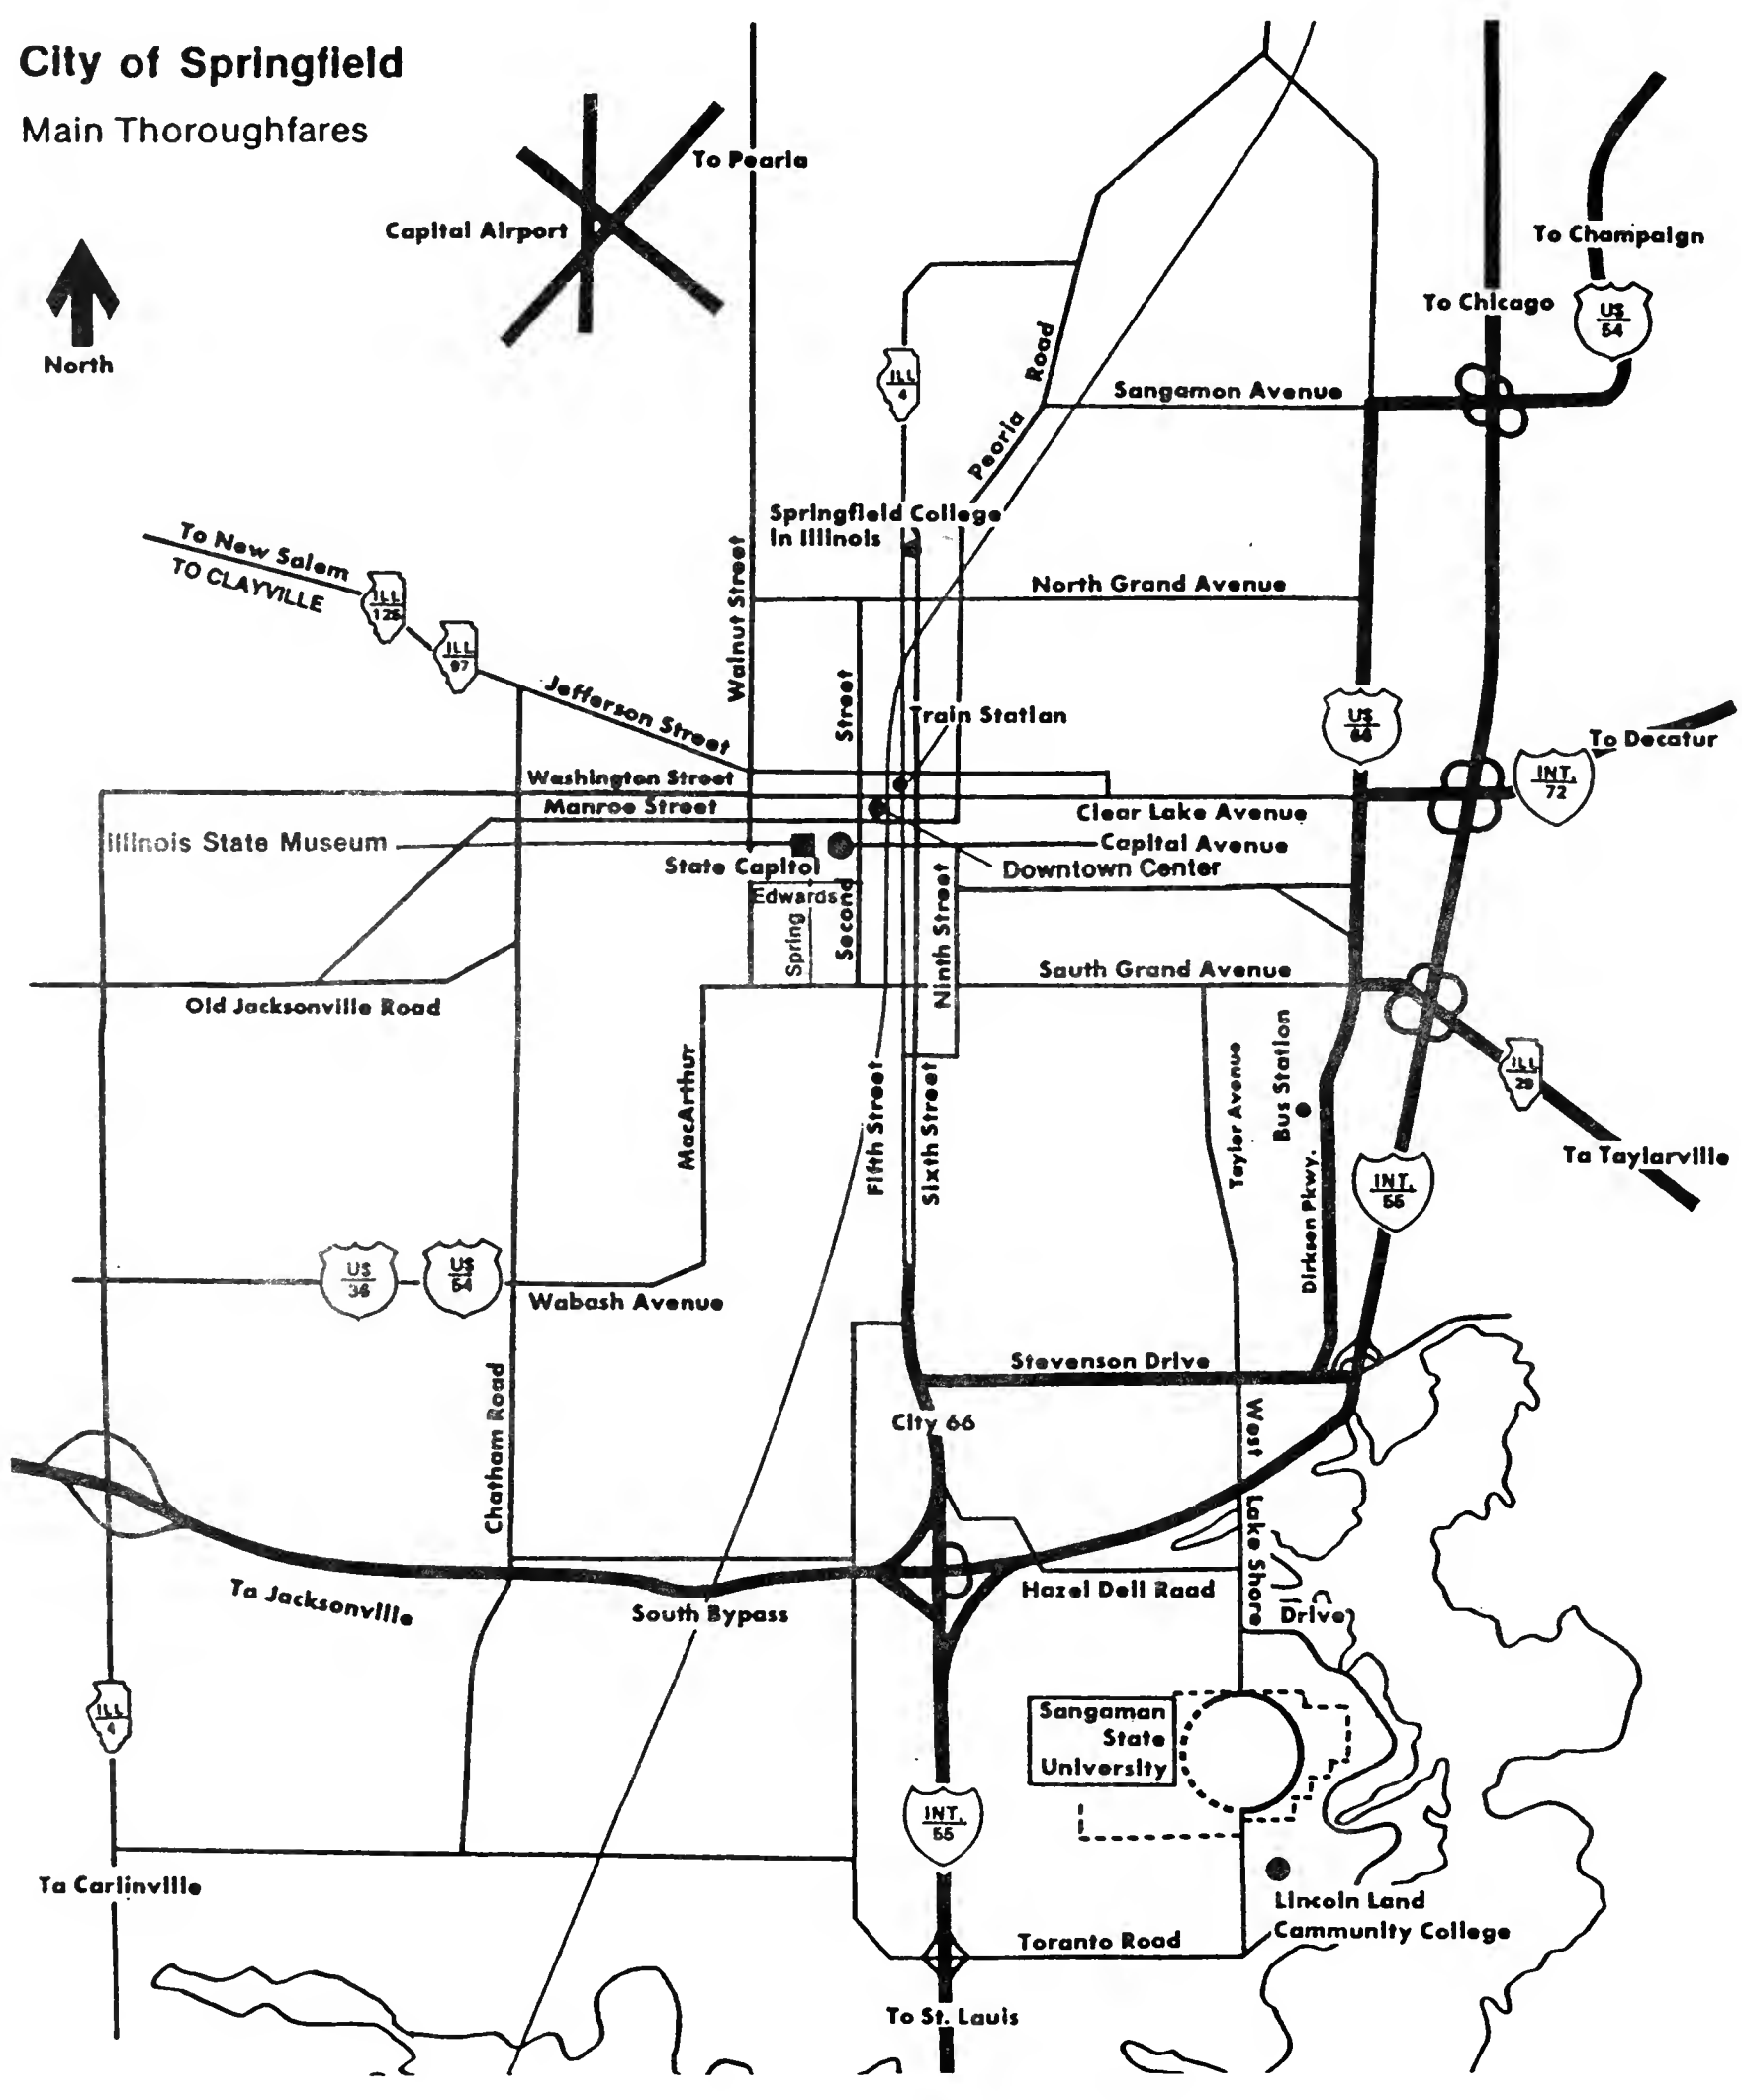 City of Springfield
Main Thoroughfares
To Pearla
Capital Airport
North
To Champaign
To Chicago
US
54
ILL
4
Peoria Road
Sangamon Avenue
Springfield College
In Illinois
To New Salem
TO CLAYVILLE
ILL
125
ILL
97
Jefferson Street
Walnut Street
North Grand Avenue
Street
Train Statian
US
66
To Decatur
INT.
72
Washington Street
Manroe Street
Clear Lake Avenue
Illinois State Museum
Capital Avenue
State Capitol
Downtown Center
Edwards
Spring
Second
Ninth Street
Sauth Grand Avenue
Old Jacksonville Road
MacArthur
Fifth Street
Sixth Street
Taylor Avenue
Bus Station
Dirksen Pkwy.
ILL
29
Ta Taylarville
INT.
55
US
36
US
54
Wabash Avenue
Stevenson Drive
Chatham Road
City 66
West Lake Shore
Drive
Ta Jacksonville
South Bypass
Hazel Dell Raad
ILL
4
Sangaman
State
University
INT.
55
Ta Carlinville
Lincoln Land
Cammunity College
Toranto Road
To St. Lauis